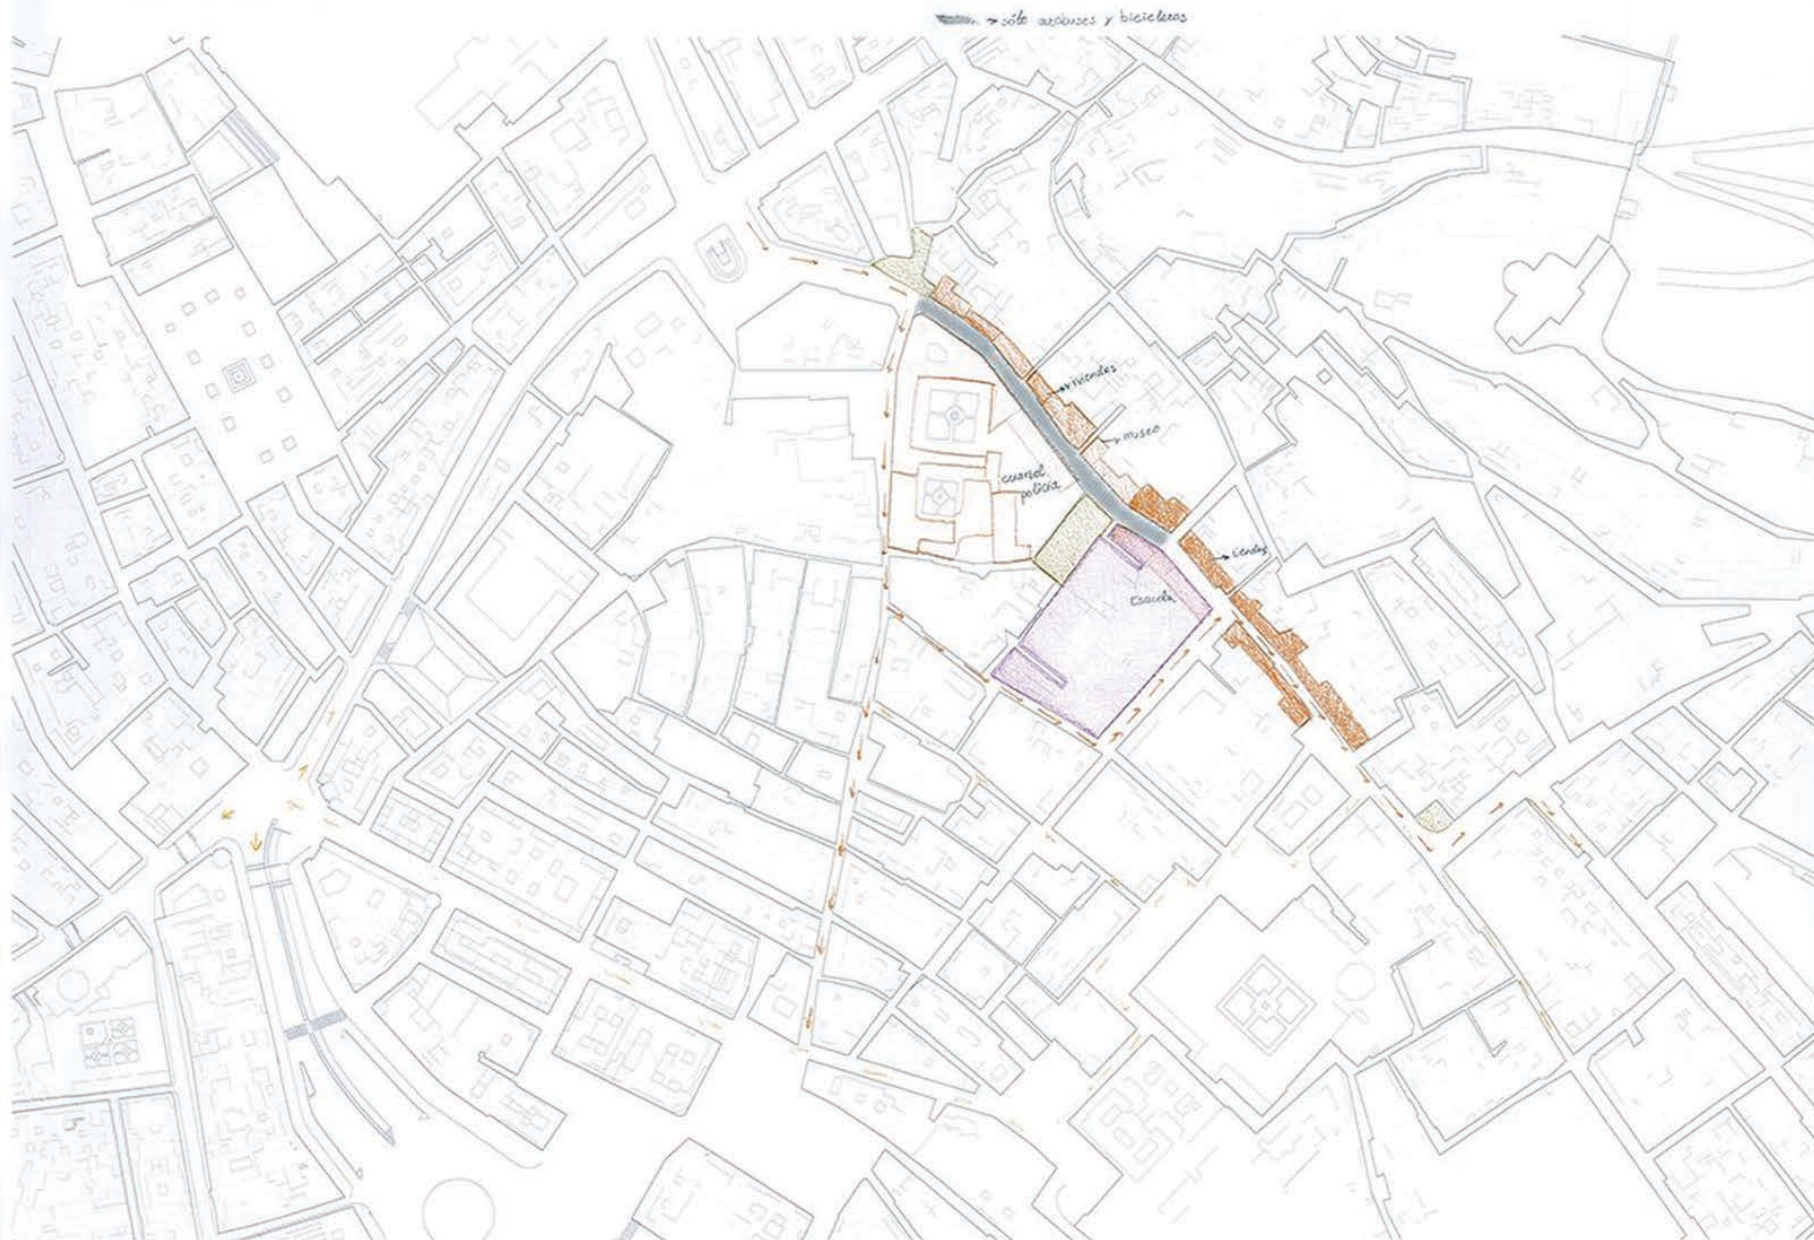 → sólo autobuses y bicicletas
→ viviendas
→ museo
cuartel
policía
→ tiendas
Escuela